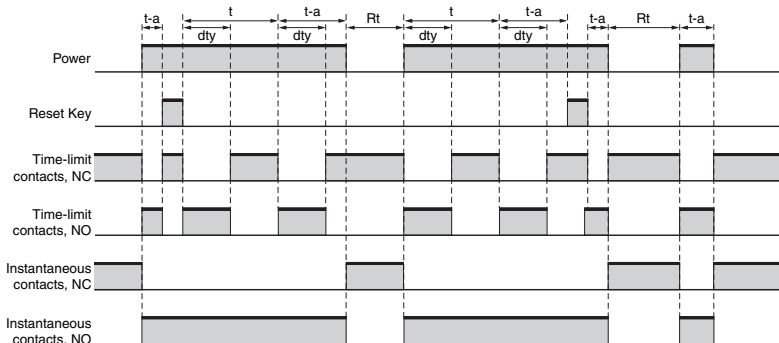 t-a t t-a Rt t t-a t-a Rt t-a
dty dty dty dty
Power
Reset Key
Time-limit
contacts, NC
Time-limit
contacts, NO
Instantaneous
contacts, NC
Instantaneous
contacts, NO